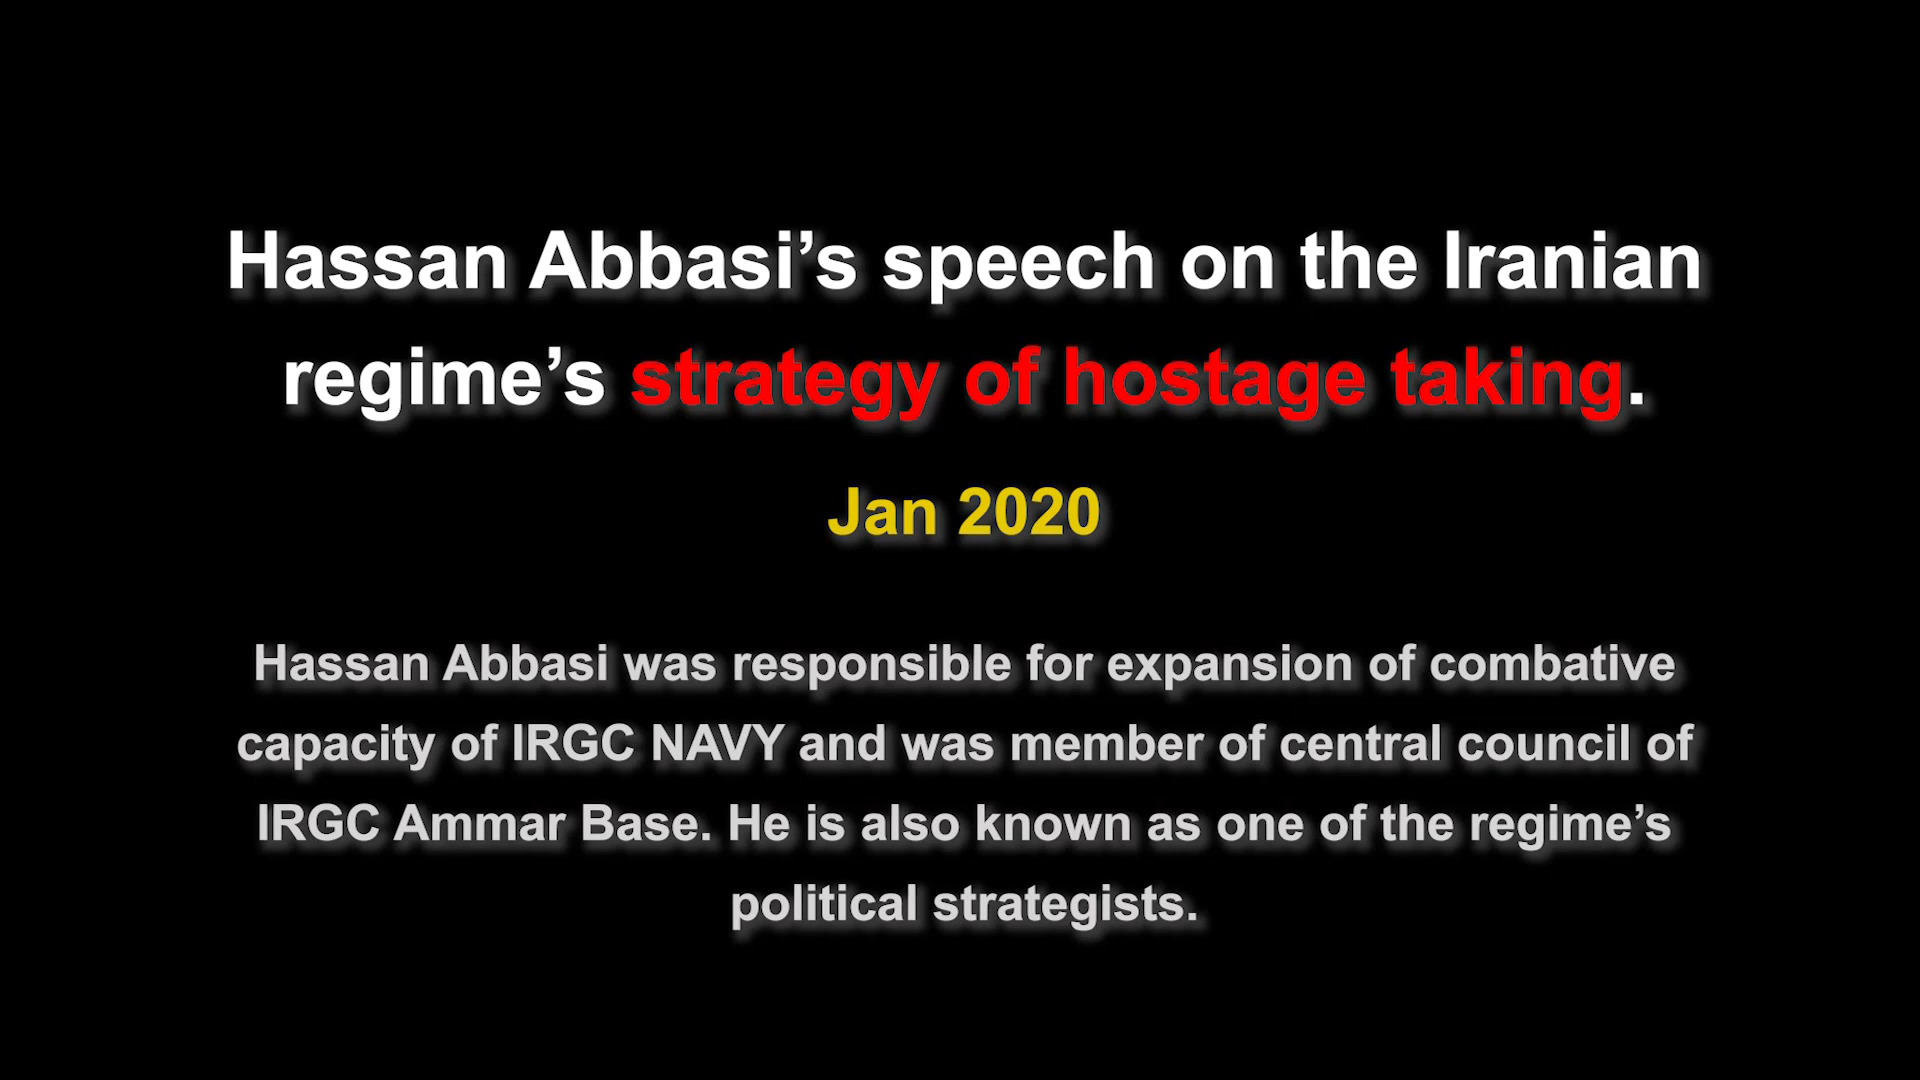 Hassan Abbasi’s speech on the Iranian
regime’s strategy of hostage taking.
Jan 2020
Hassan Abbasi was responsible for expansion of combative
capacity of IRGC NAVY and was member of central council of
IRGC Ammar Base. He is also known as one of the regime’s
political strategists.